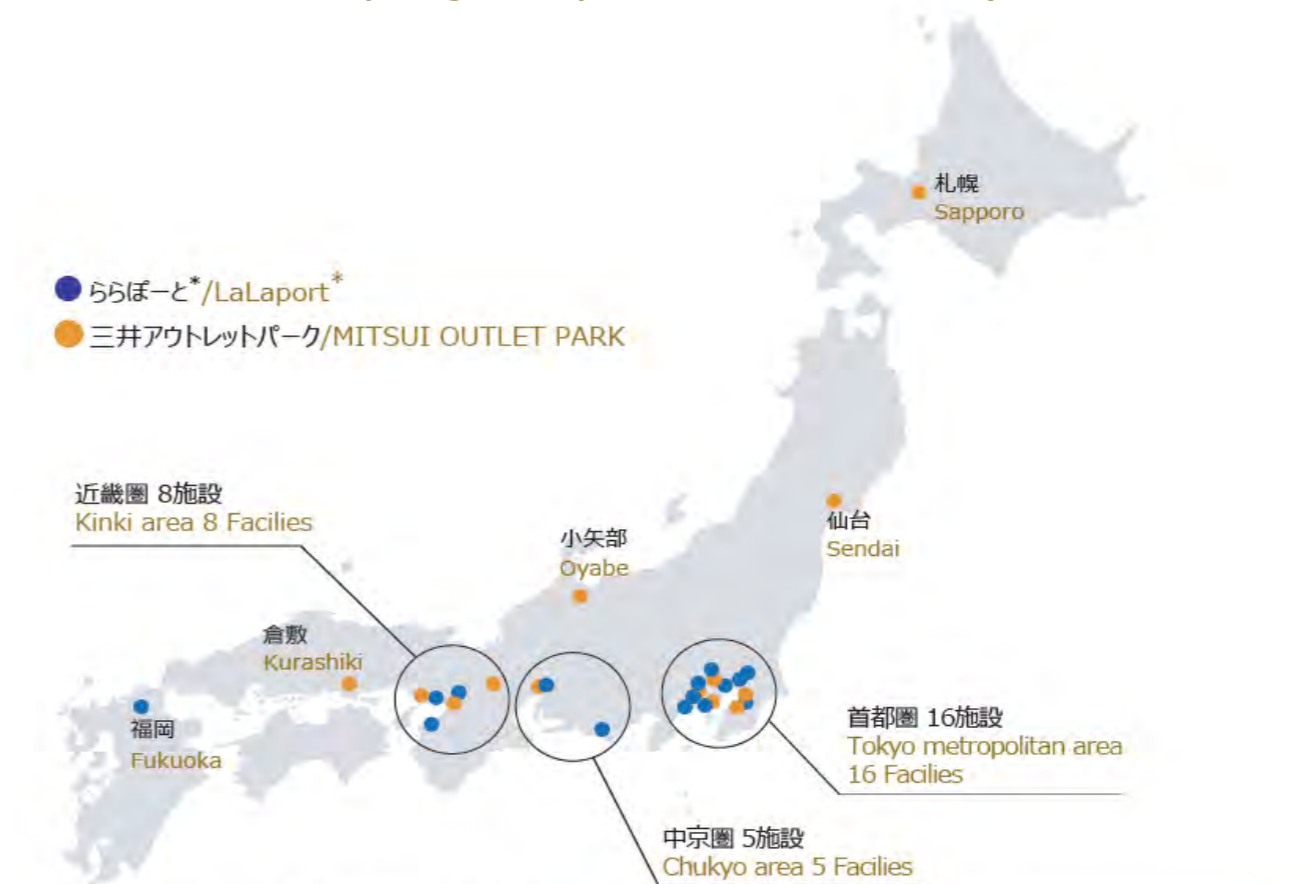 札幌
Sapporo
ららぽーと*/LaLaport*
三井アウトレットパーク/MITSUI OUTLET PARK
近畿圏 8施設
Kinki area 8 Facilies
小矢部
Oyabe
仙台
Sendai
倉敷
Kurashiki
福岡
Fukuoka
首都圏 16施設
Tokyo metropolitan area
16 Facilies
中京圏 5施設
Chukyo area 5 Facilies